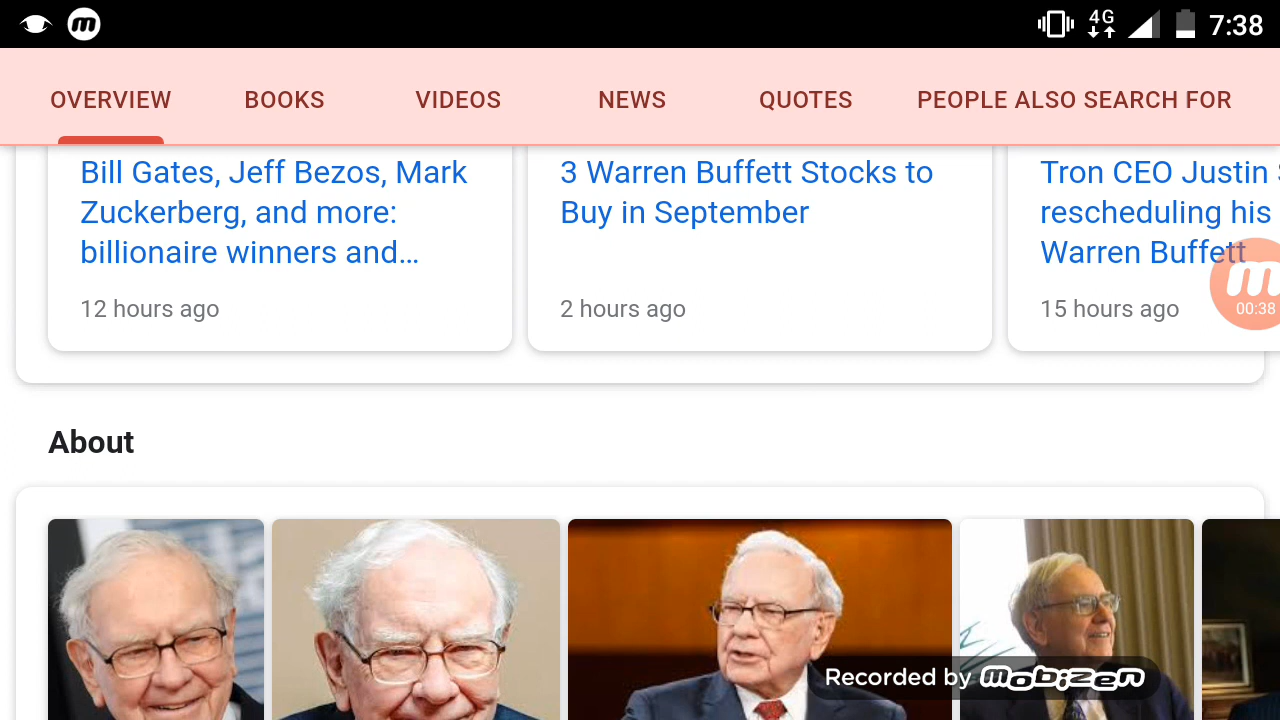 m
4G
7:38
OVERVIEW
BOOKS
VIDEOS
NEWS
QUOTES
PEOPLE ALSO SEARCH FOR
Bill Gates, Jeff Bezos, Mark
Zuckerberg, and more:
billionaire winners and…
12 hours ago
3 Warren Buffett Stocks to
Buy in September
2 hours ago
Tron CEO Justin
rescheduling his
Warren Buffett
15 hours ago
m
00:38
About
Recorded by mobizen